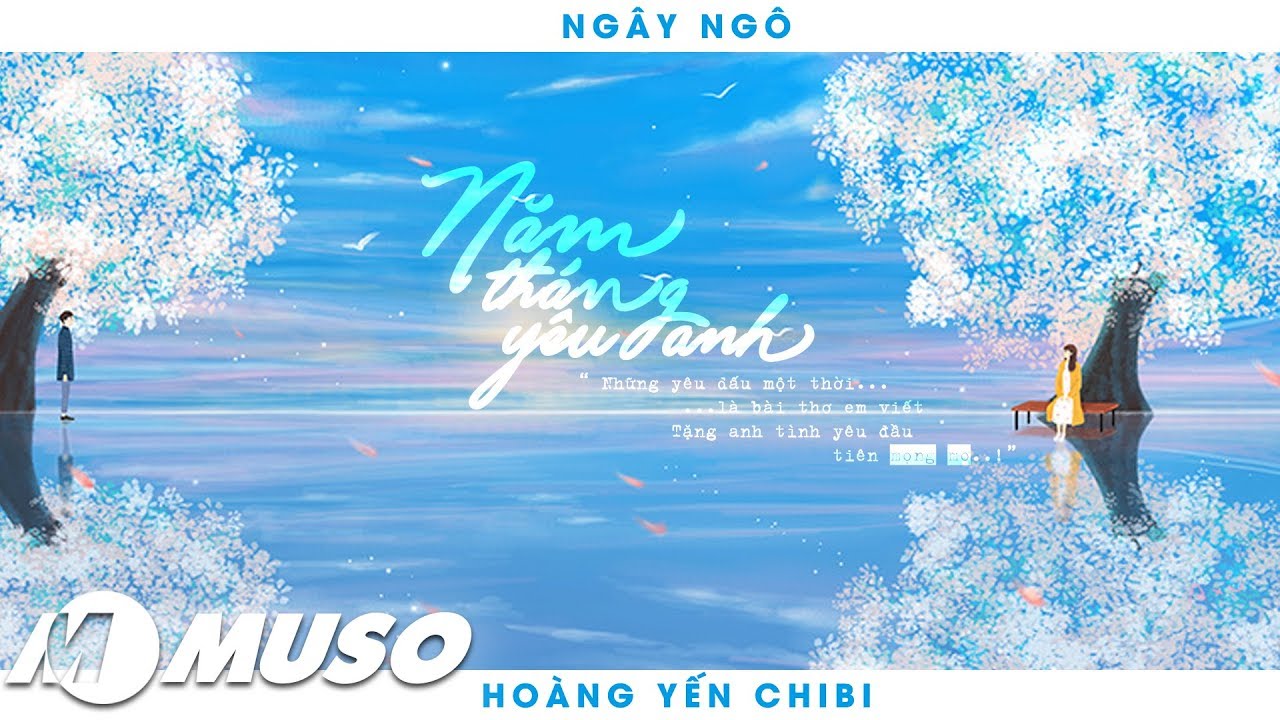 NGÂY NGÔ
Năm
tháng
yêu anh
“ Những yêu dấu một thời...
...là bài thơ em viết
Tặng anh tình yêu đầu
tiên mọng mơ..!”
MUSO
HOÀNG YẾN CHIBI